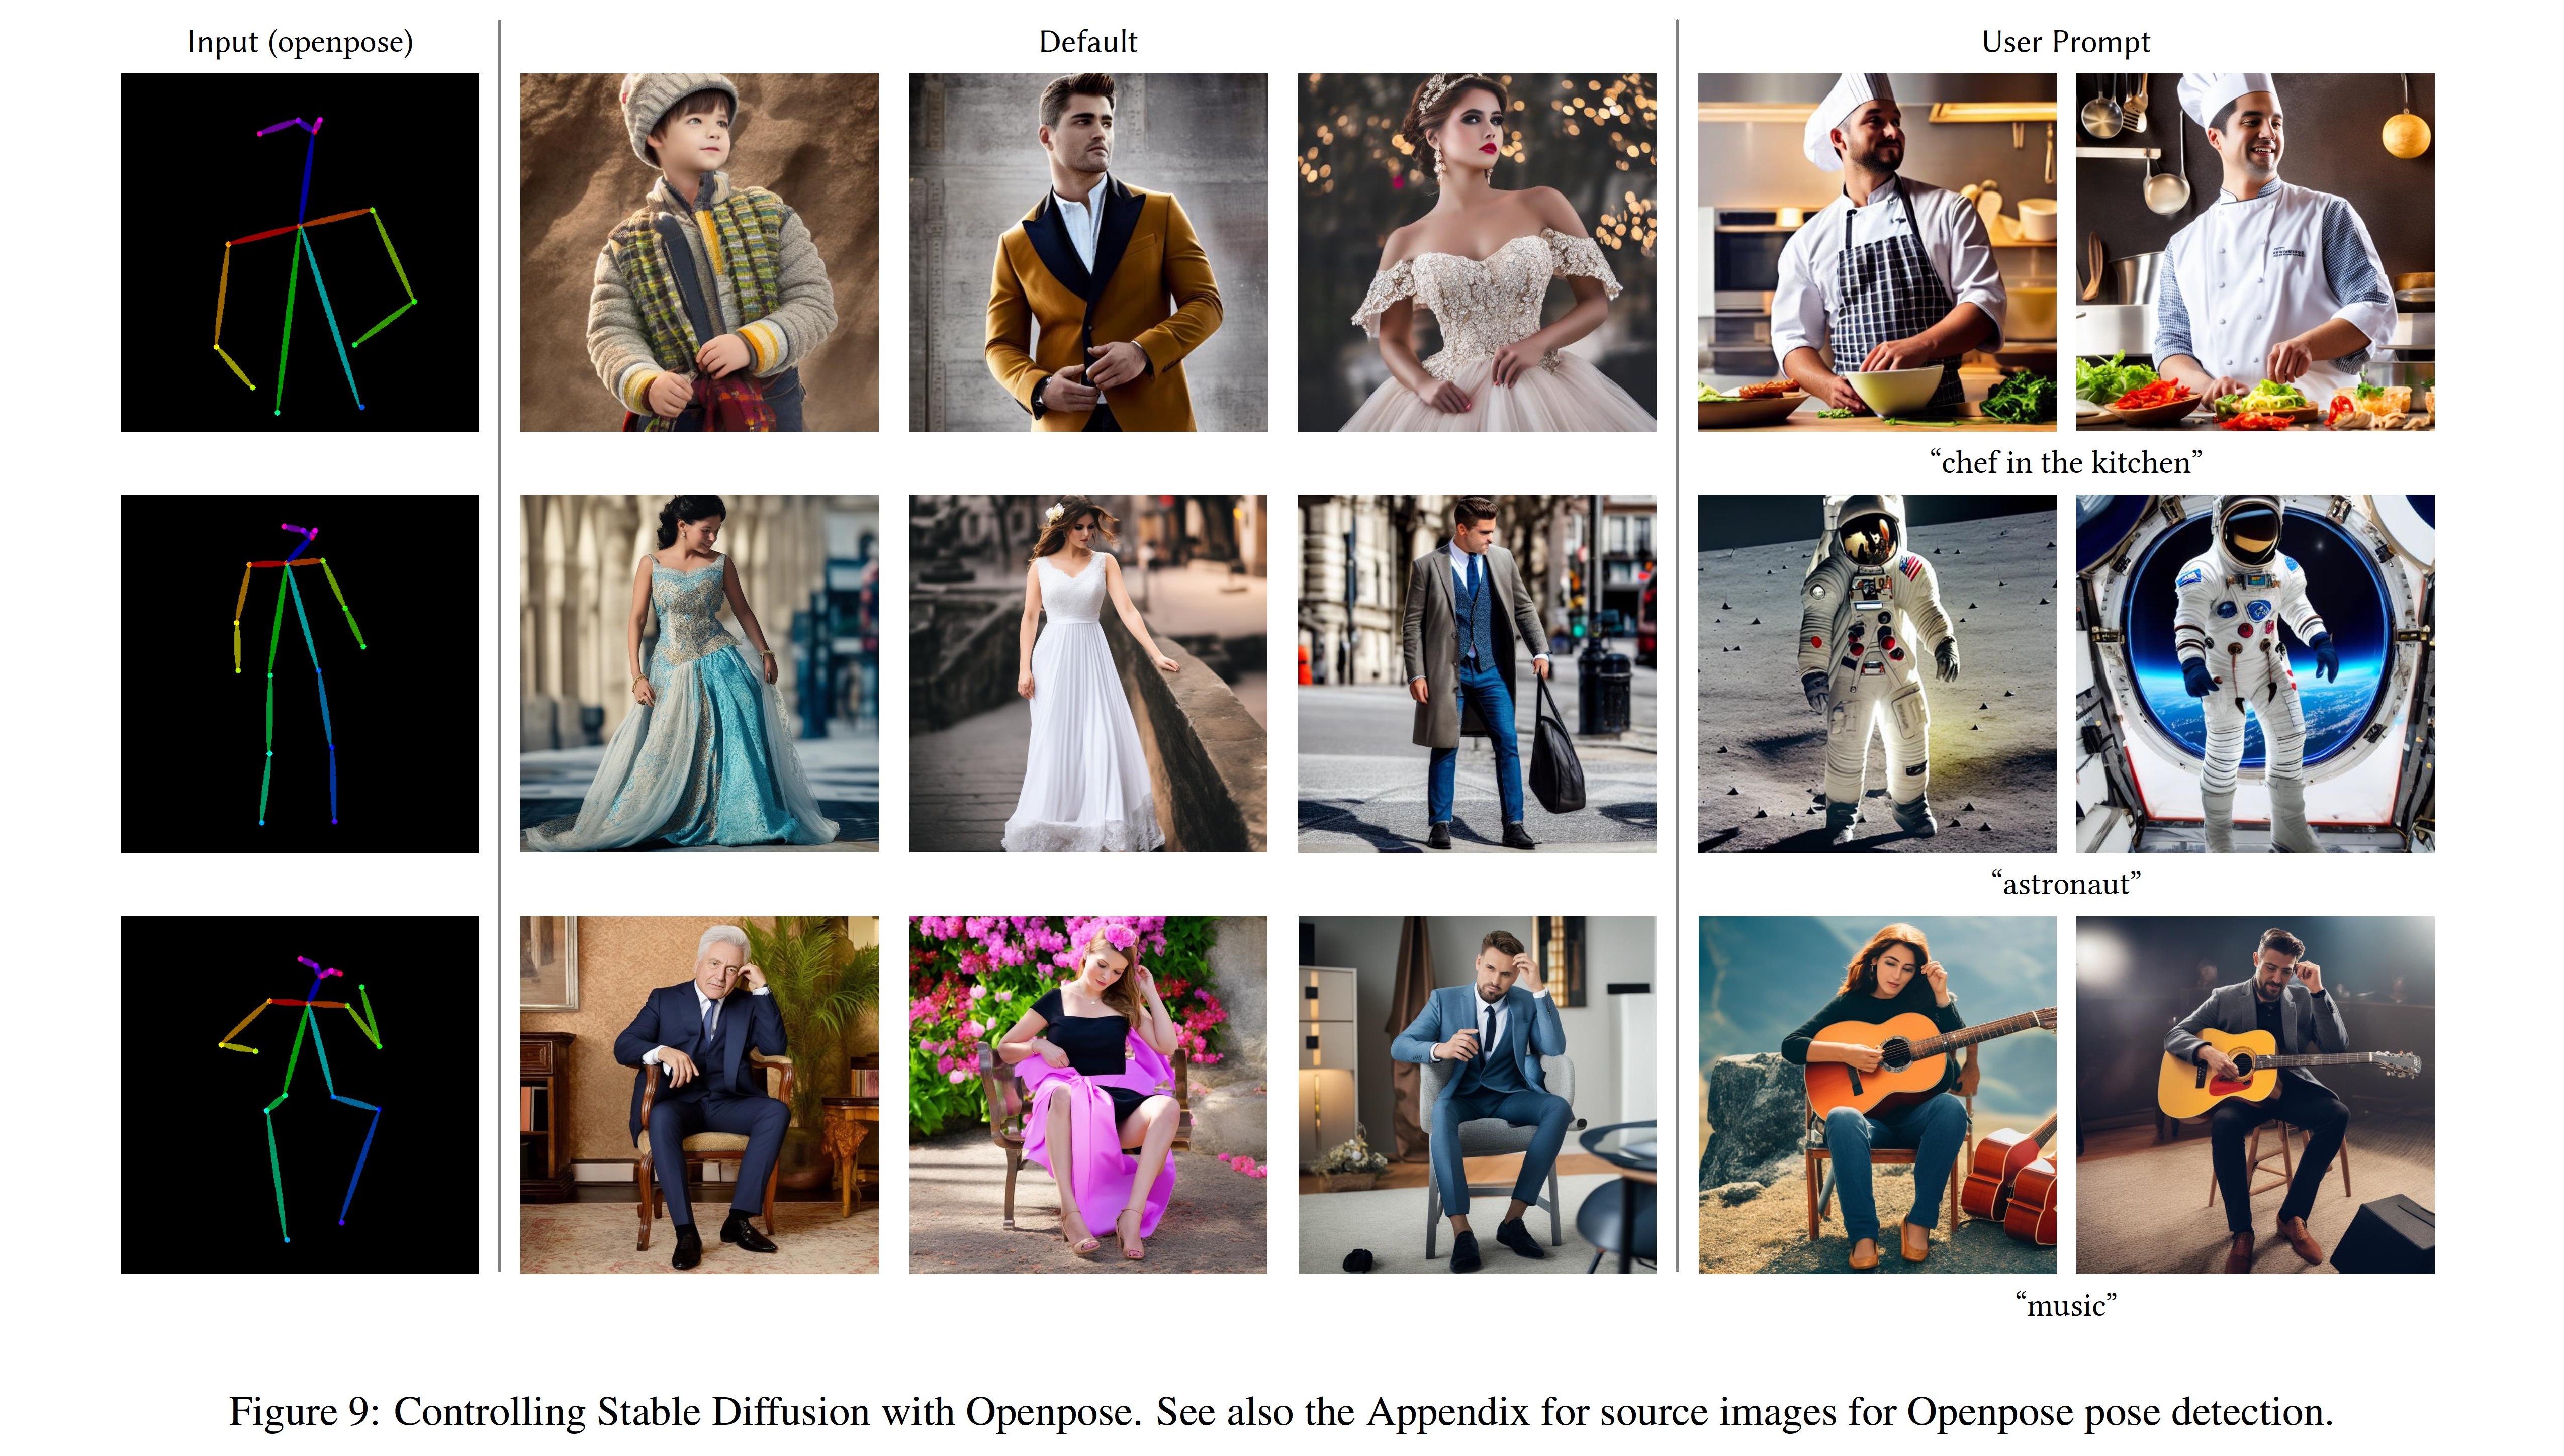 Input (openpose)
Default
User Prompt
“chef in the kitchen”
“astronaut”
“music”
Figure 9: Controlling Stable Diffusion with Openpose. See also the Appendix for source images for Openpose pose detection.